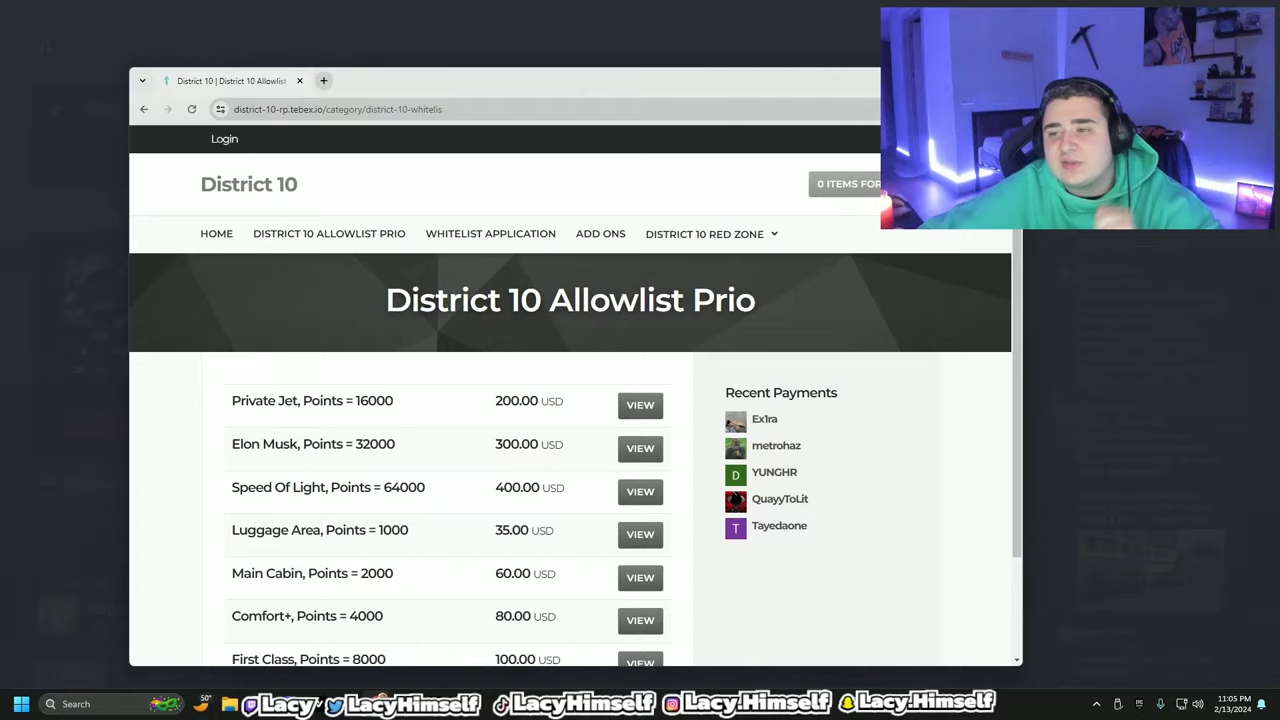 District 10 | District 10 Allowlist
district-10-rp.tebex.io/category/district-10-whitelis
Login
District 10
0 ITEMS FOR
HOME
DISTRICT 10 ALLOWLIST PRIO
WHITELIST APPLICATION
ADD ONS
DISTRICT 10 RED ZONE
District 10 Allowlist Prio
Private Jet, Points = 16000 200.00 USD VIEW
Elon Musk, Points = 32000 300.00 USD VIEW
Speed Of Light, Points = 64000 400.00 USD VIEW
Luggage Area, Points = 1000 35.00 USD VIEW
Main Cabin, Points = 2000 60.00 USD VIEW
Comfort+, Points = 4000 80.00 USD VIEW
First Class, Points = 8000 100.00 USD VIEW
Recent Payments
Ex1ra
metrohaz
D YUNGHR
QuayyToLit
T Tayedaone
Search
50°
Lacy
LacyHimself
LacyHimself
Lacy.Himself
Lacy.Himself
11:05 PM
2/13/2024